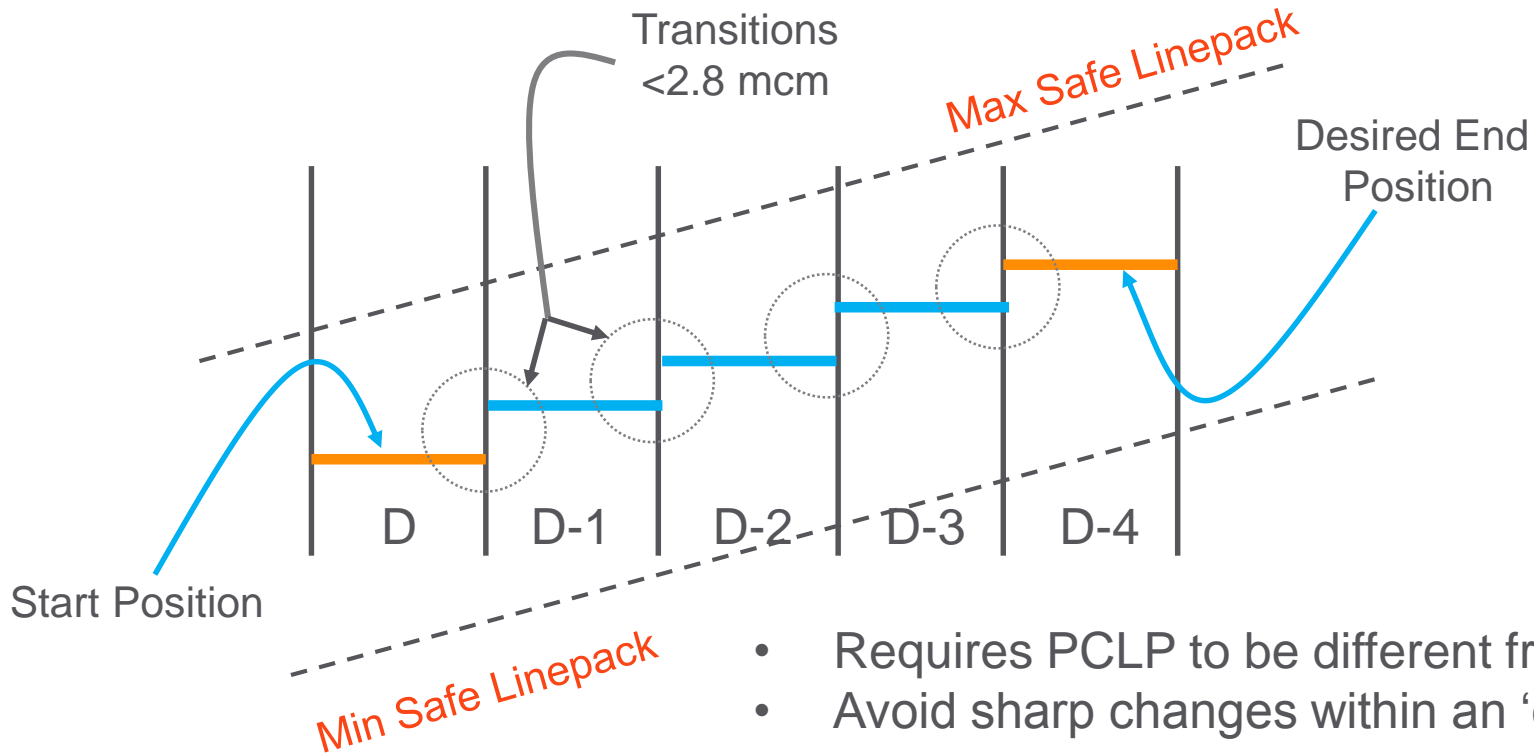 Transitions
<2.8 mcm
Max Safe Linepack
Desired End
Position
D
D-1
D-2
D-3
D-4
Start Position
Min Safe Linepack
• Requires PCLP to be different
• Avoid sharp changes within an